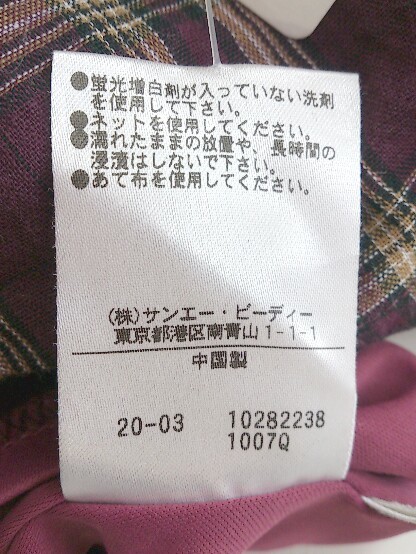 ●蛍光増白剤が入っていない洗剤
を使用して下さい。
●ネットを使用してください。
●濡れたままの放置や、長時間の
浸漬はしないで下さい。
●あて布を使用してください。
(株)サンエー・ビーディー
東京都港区南青山1-1-1
中国製
20-03 10282238
1007Q